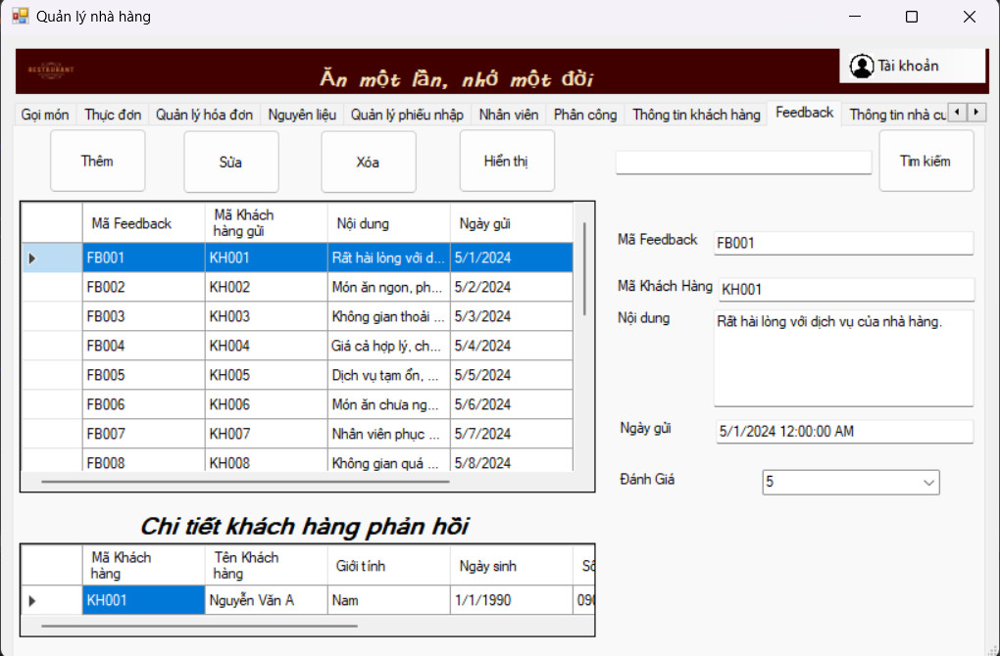 Quản lý nhà hàng
RESTAURANT
Ăn một lần, nhớ một đời
Tài khoản
Gọi món Thực đơn Quản lý hóa đơn Nguyên liệu Quản lý phiếu nhập Nhân viên Phân công Thông tin khách hàng Feedback Thông tin nhà cu
Thêm Sửa Xóa Hiển thị Tìm kiếm
Mã Feedback Mã Khách hàng gửi Nội dung Ngày gửi
FB001 KH001 Rất hài lòng với d... 5/1/2024
FB002 KH002 Món ăn ngon, ph... 5/2/2024
FB003 KH003 Không gian thoải ... 5/3/2024
FB004 KH004 Giá cả hợp lý, ch... 5/4/2024
FB005 KH005 Dịch vụ tạm ổn, ... 5/5/2024
FB006 KH006 Món ăn chưa ng... 5/6/2024
FB007 KH007 Nhân viên phục ... 5/7/2024
FB008 KH008 Không gian quá ... 5/8/2024
Mã Feedback FB001
Mã Khách Hàng KH001
Nội dung Rất hài lòng với dịch vụ của nhà hàng.
Ngày gửi 5/1/2024 12:00:00 AM
Đánh Giá 5
Chi tiết khách hàng phản hồi
Mã Khách hàng Tên Khách hàng Giới tính Ngày sinh Số
KH001 Nguyễn Văn A Nam 1/1/1990 090